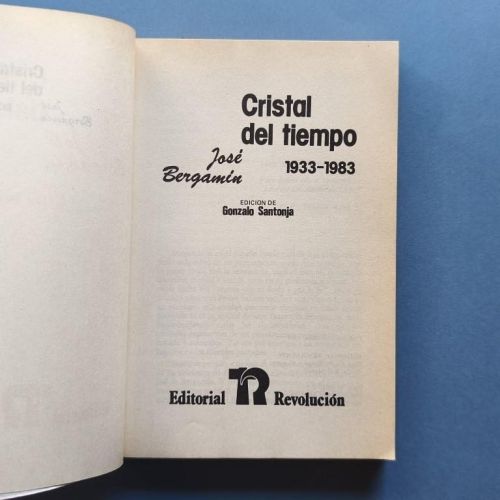 Cristal
del tiempo
José
Bergamín
1933-1983
EDICION DE
Gonzalo Santonja
Editorial Revolución